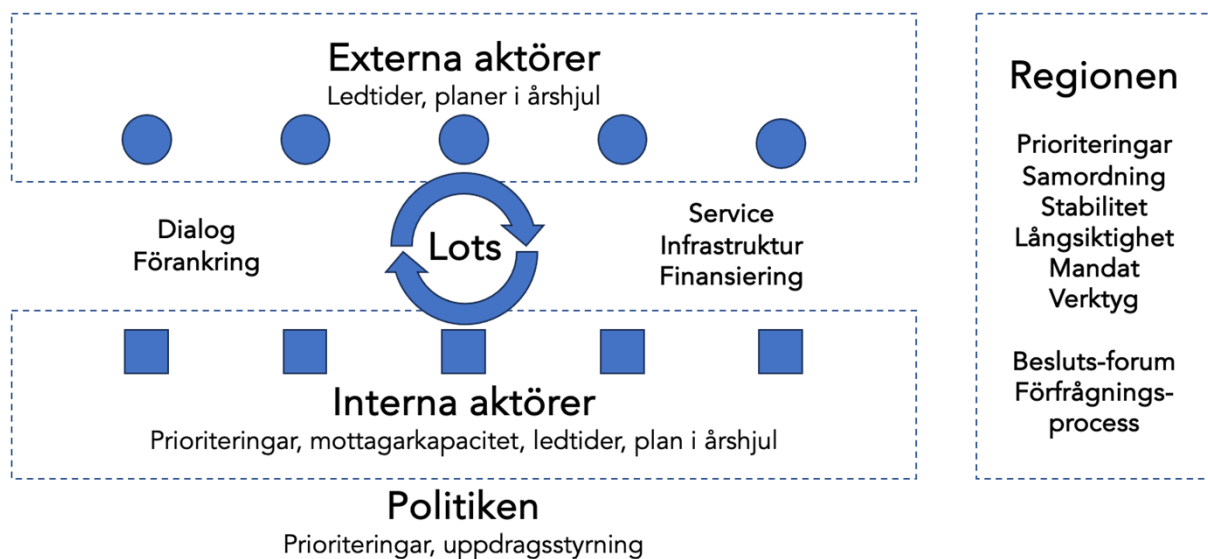 Externa aktörer
Ledtider, planer i årshjul
Dialog
Förankring
Lots
Service
Infrastruktur
Finansiering
Interna aktörer
Prioriteringar, mottagarkapacitet, ledtider, plan i årshjul
Politiken
Prioriteringar, uppdragsstyrning
Regionen
Prioriteringar
Samordning
Stabilitet
Långsiktighet
Mandat
Verktyg
Besluts-forum
Förfrågnings-
process